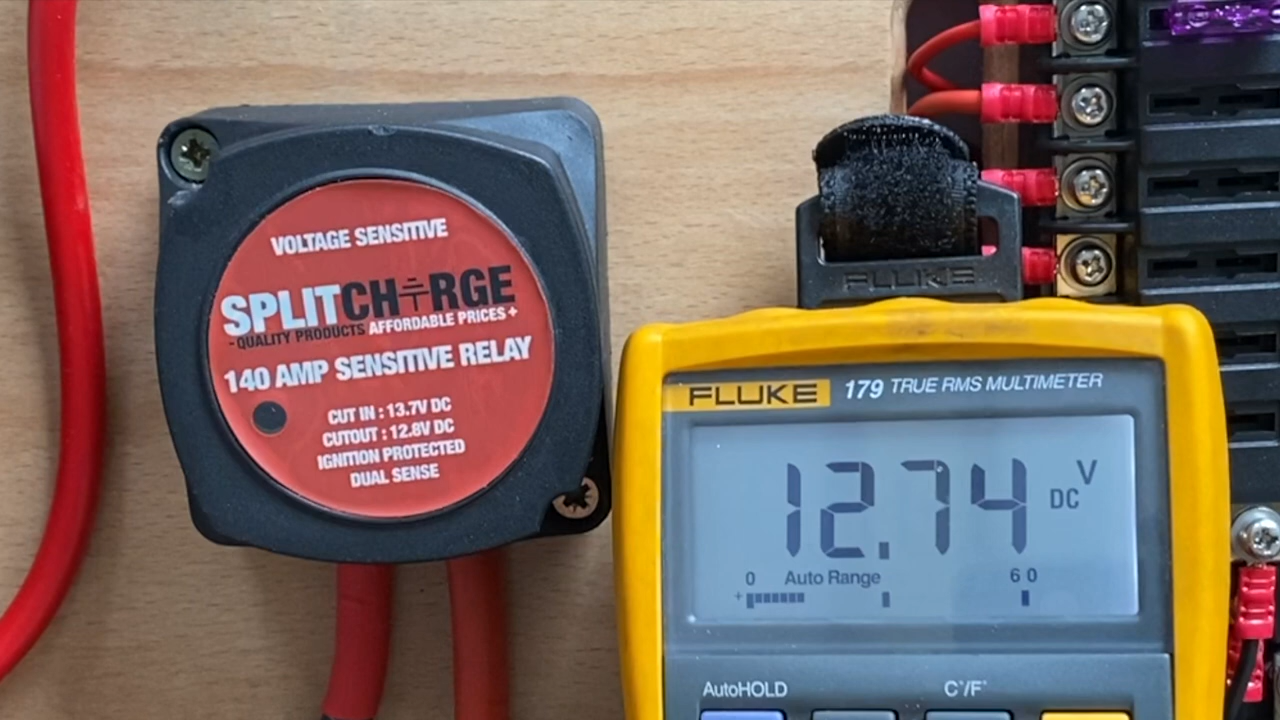 VOLTAGE SENSITIVE
SPLITCHARGE
-QUALITY PRODUCTS AFFORDABLE PRICES+
140 AMP SENSITIVE RELAY
CUT IN : 13.7V DC
CUTOUT : 12.8V DC
IGNITION PROTECTED
DUAL SENSE
FLUKE
FLUKE 179 TRUE RMS MULTIMETER
12.74 V DC
0 Auto Range 60
+
AutoHOLD C°/F°